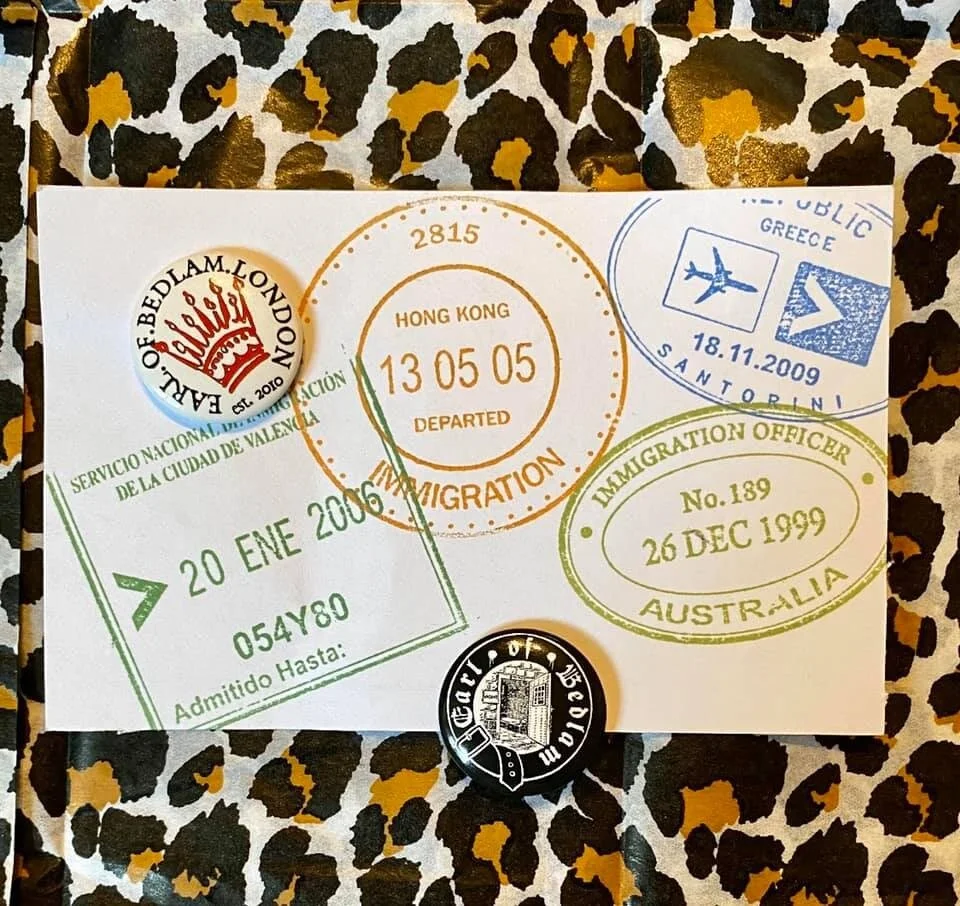 EARL.OF.BEDLAM.LONDON
EST. 2010
2815
HONG KONG
13 05 05
DEPARTED
IMMIGRATION
REPUBLIC
GREECE
18.11.2009
SANTORINI
SERVICIO NACIONAL DE INMIGRACIÓN
DE LA CIUDAD DE VALENCIA
20 ENE 2006
054Y80
Admitido Hasta:
IMMIGRATION OFFICER
No.189
26 DEC 1999
AUSTRALIA
Earl of Bedlam